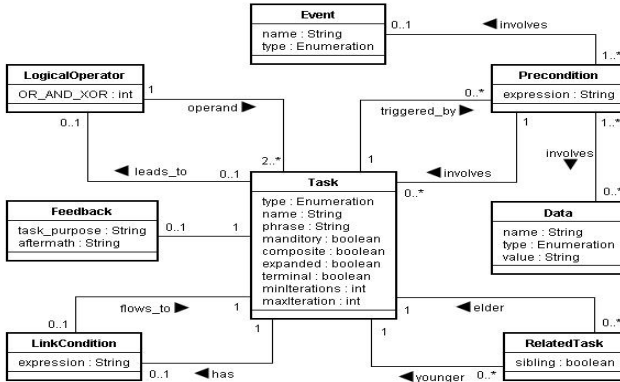 Event
name : String
type : Enumeration
0..1
involves
1..*
LogicalOperator
OR_AND_XOR : int
1
operand
0..1
2..*
leads_to
0..1
Precondition
expression : String
0..*
triggered_by
1
1
involves
0..*
1..*
involves
0..*
Task
type : Enumeration
name : String
phrase : String
manditory : boolean
composite : boolean
expanded : boolean
terminal : boolean
minIterations : int
maxIteration : int
Feedback
task_purpose : String
aftermath : String
0..1
1
Data
name : String
type : Enumeration
value : String
flows_to
0..1
1
1
LinkCondition
expression : String
0..1
has
1
elder
0..*
1
RelatedTask
sibling : boolean
younger
0..*